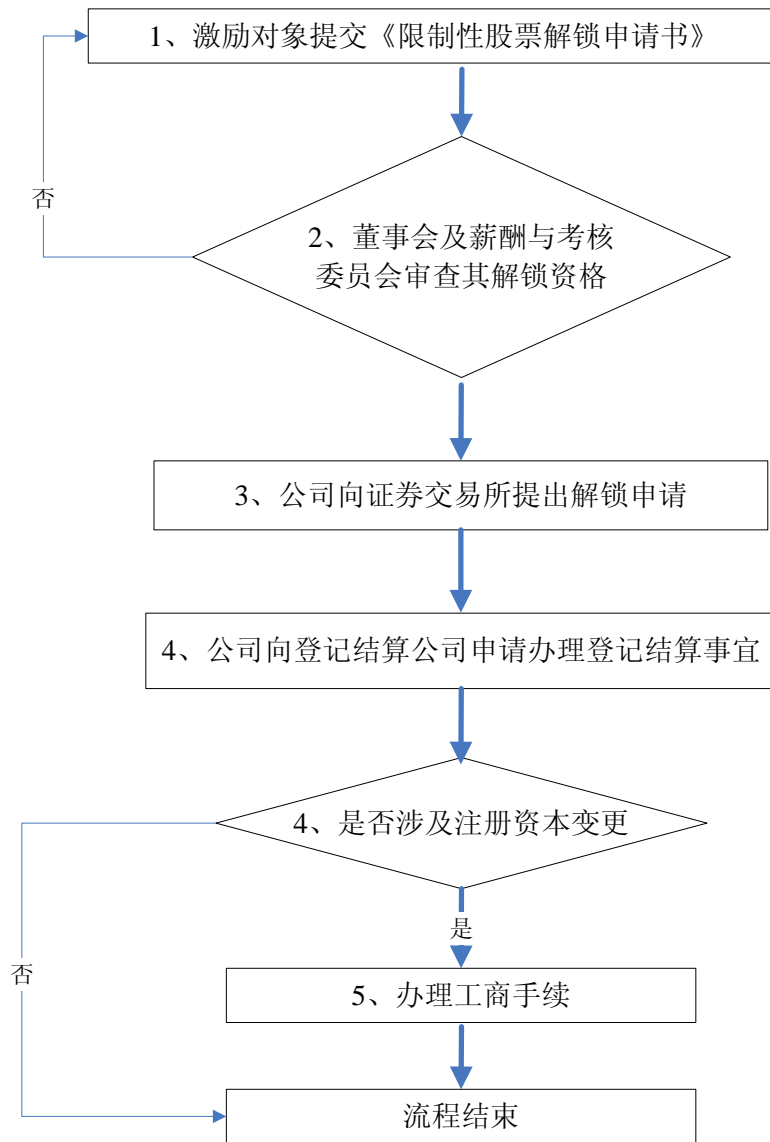 1、激励对象提交《限制性股票解锁申请书》
否
2、董事会及薪酬与考核
委员会审查其解锁资格
3、公司向证券交易所提出解锁申请
4、公司向登记结算公司申请办理登记结算事宜
4、是否涉及注册资本变更
是
否
5、办理工商手续
流程结束